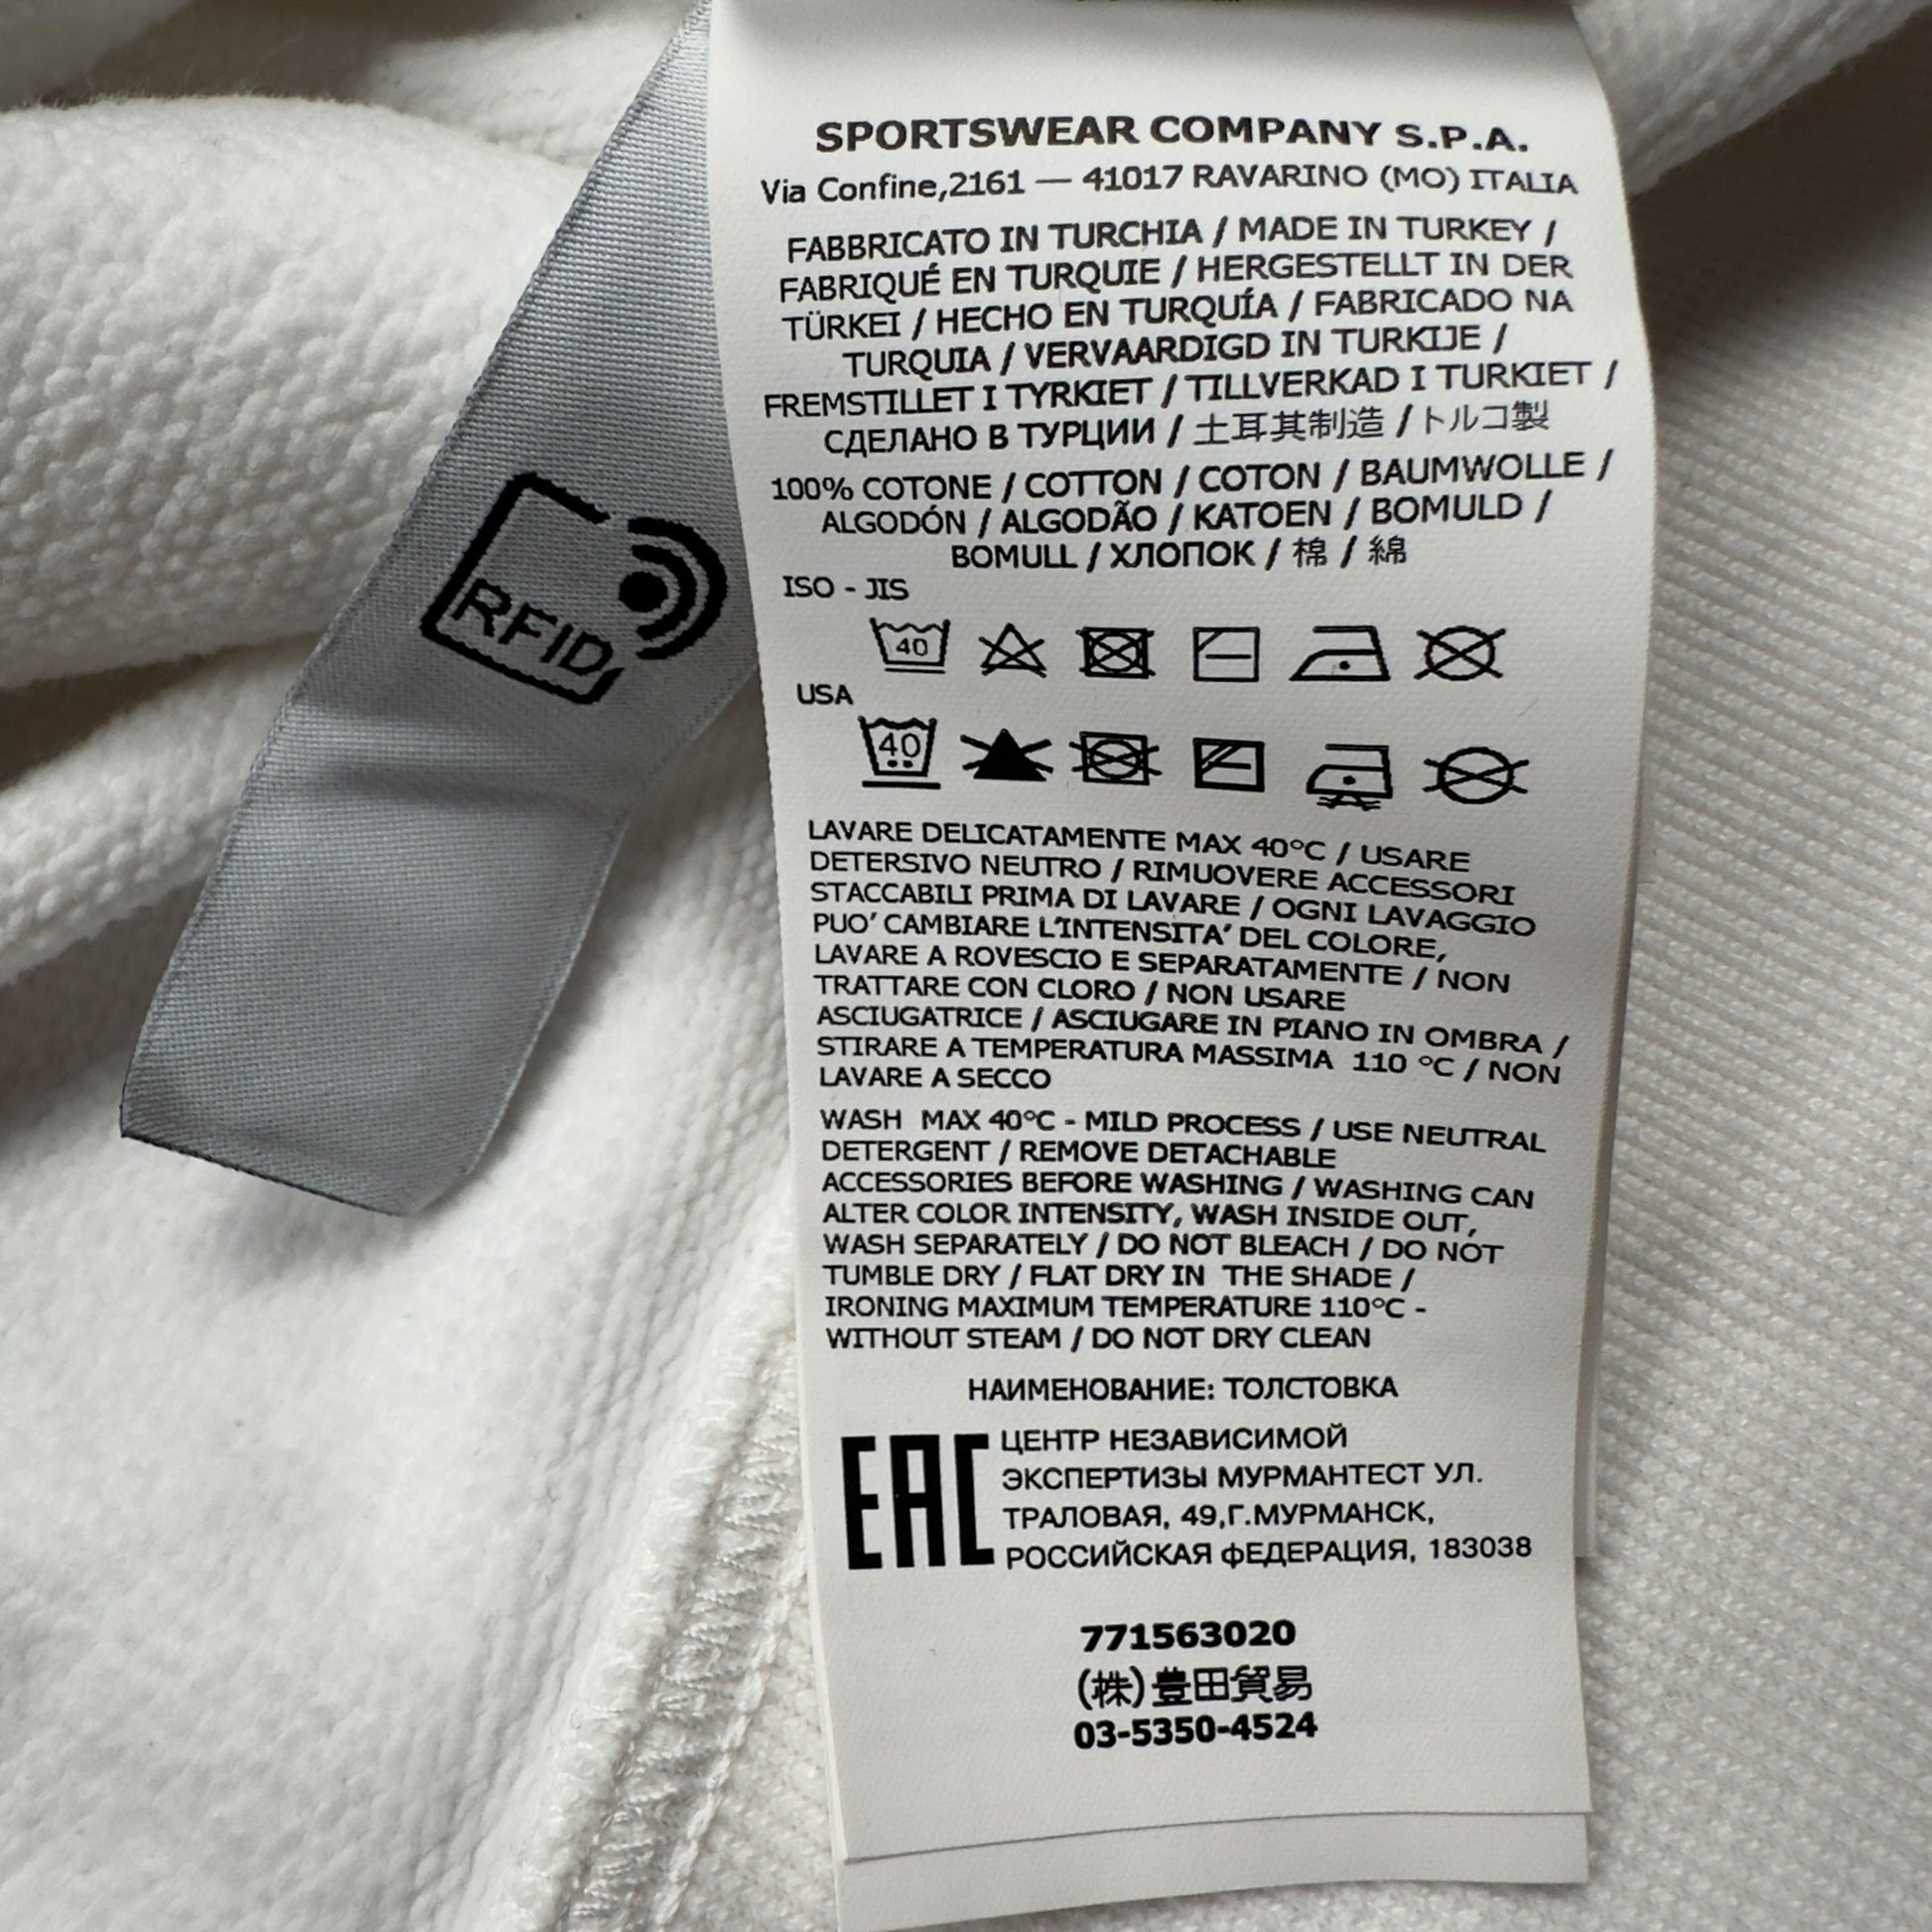 RFID
SPORTSWEAR COMPANY S.P.A.
Via Confine,2161 — 41017 RAVARINO (MO) ITALIA
FABBRICATO IN TURCHIA / MADE IN TURKEY /
FABRIQUÉ EN TURQUIE / HERGESTELLT IN DER
TÜRKEI / HECHO EN TURQUÍA / FABRICADO NA
TURQUIA / VERVAARDIGD IN TURKIJE /
FREMSTILLET I TYRKIET / TILLVERKAD I TURKIET /
СДЕЛАНО В ТУРЦИИ / 土耳其制造 / トルコ製
100% COTONE / COTTON / COTON / BAUMWOLLE /
ALGODÓN / ALGODÃO / KATOEN / BOMULD /
BOMULL / ХЛОПОК / 棉 / 綿
ISO - JIS
40
USA
40
LAVARE DELICATAMENTE MAX 40°C / USARE
DETERSIVO NEUTRO / RIMUOVERE ACCESSORI
STACCABILI PRIMA DI LAVARE / OGNI LAVAGGIO
PUO' CAMBIARE L'INTENSITA' DEL COLORE,
LAVARE A ROVESCIO E SEPARATAMENTE / NON
TRATTARE CON CLORO / NON USARE
ASCIUGATRICE / ASCIUGARE IN PIANO IN OMBRA /
STIRARE A TEMPERATURA MASSIMA 110 °C / NON
LAVARE A SECCO
WASH MAX 40°C - MILD PROCESS / USE NEUTRAL
DETERGENT / REMOVE DETACHABLE
ACCESSORIES BEFORE WASHING / WASHING CAN
ALTER COLOR INTENSITY, WASH INSIDE OUT,
WASH SEPARATELY / DO NOT BLEACH / DO NOT
TUMBLE DRY / FLAT DRY IN THE SHADE /
IRONING MAXIMUM TEMPERATURE 110°C -
WITHOUT STEAM / DO NOT DRY CLEAN
НАИМЕНОВАНИЕ: ТОЛСТОВКА
EAC
ЦЕНТР НЕЗАВИСИМОЙ
ЭКСПЕРТИЗЫ МУРМАНТЕСТ УЛ.
ТРАЛОВАЯ, 49,Г.МУРМАНСК,
РОССИЙСКАЯ фЕДЕРАЦИЯ, 183038
771563020
(株)豊田貿易
03-5350-4524